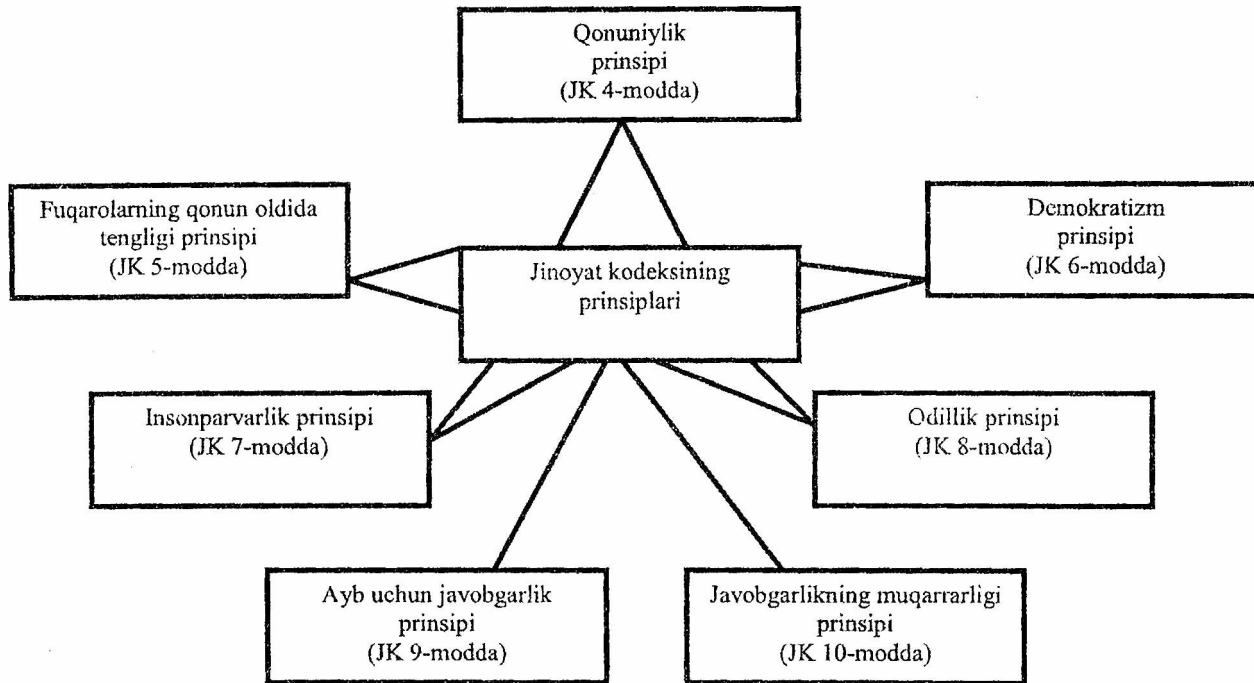 Qonuniylik
prinsipi
(JK 4-modda)
Fuqarolarning qonun oldida
tengligi prinsipi
(JK 5-modda)
Demokratizm
prinsipi
(JK 6-modda)
Jinoyat kodeksining
prinsiplari
Insonparvarlik prinsipi
(JK 7-modda)
Odillik prinsipi
(JK 8-modda)
Ayb uchun javobgarlik
prinsipi
(JK 9-modda)
Javobgarlikning muqarrarligi
prinsipi
(JK 10-modda)